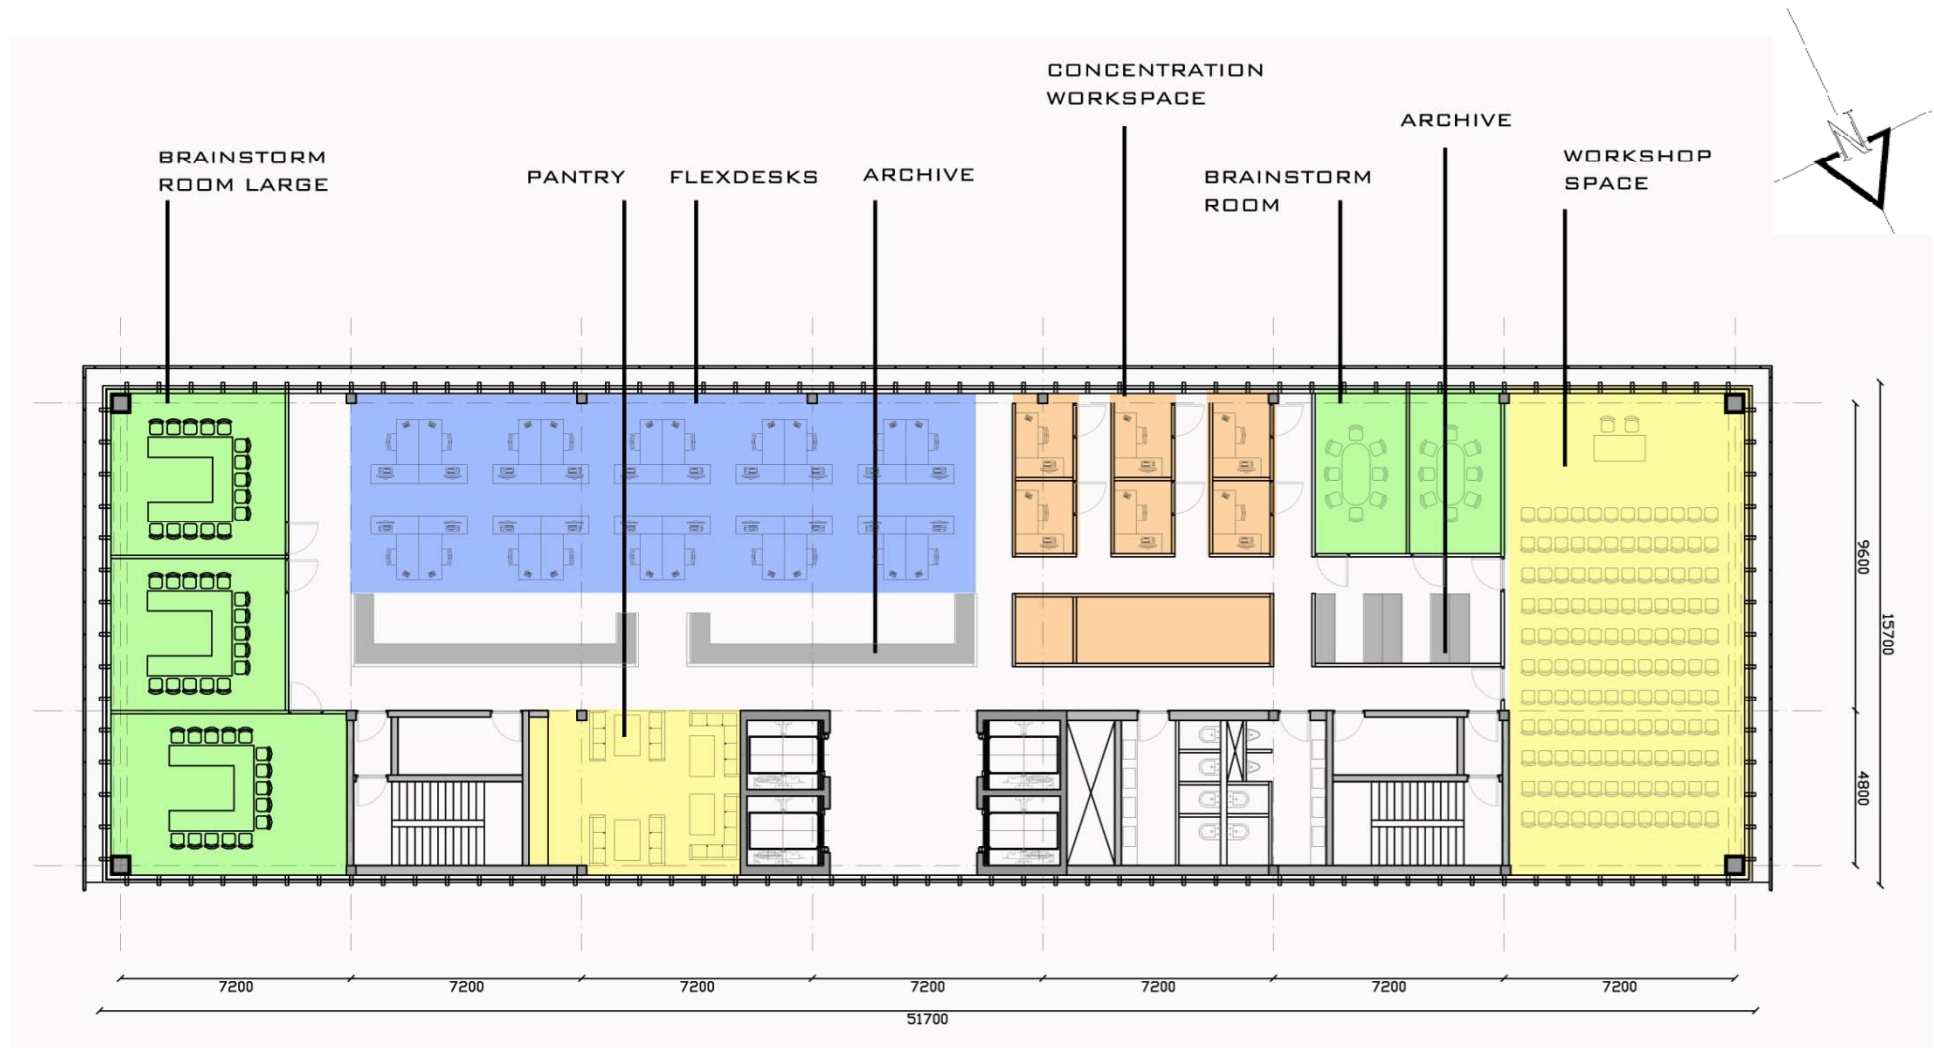 CONCENTRATION
WORKSPACE
ARCHIVE
BRAINSTORM
ROOM LARGE
PANTRY
FLEXDESKS
ARCHIVE
BRAINSTORM
ROOM
WORKSHOP
SPACE
N
9600
15700
4800
7200
7200
7200
7200
7200
7200
7200
51700